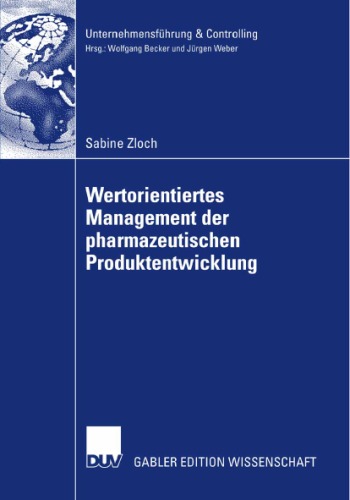 Unternehmensführung & Controlling
Hrsg.: Wolfgang Becker und Jürgen Weber
Sabine Zloch
Wertorientiertes
Management der
pharmazeutischen
Produktentwicklung
DUV
GABLER EDITION WISSENSCHAFT